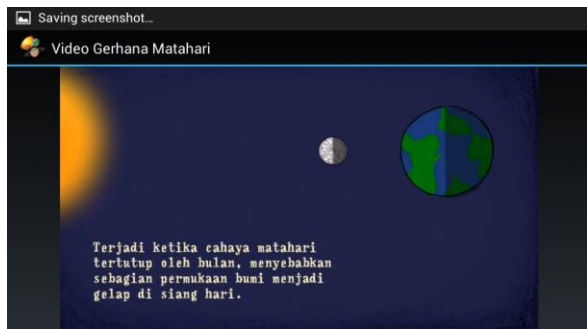 Saving screenshot...
Video Gerhana Matahari
Terjadi ketika cahaya matahari
tertutup oleh bulan, menyebabkan
sebagian permukaan bumi menjadi
gelap di siang hari.